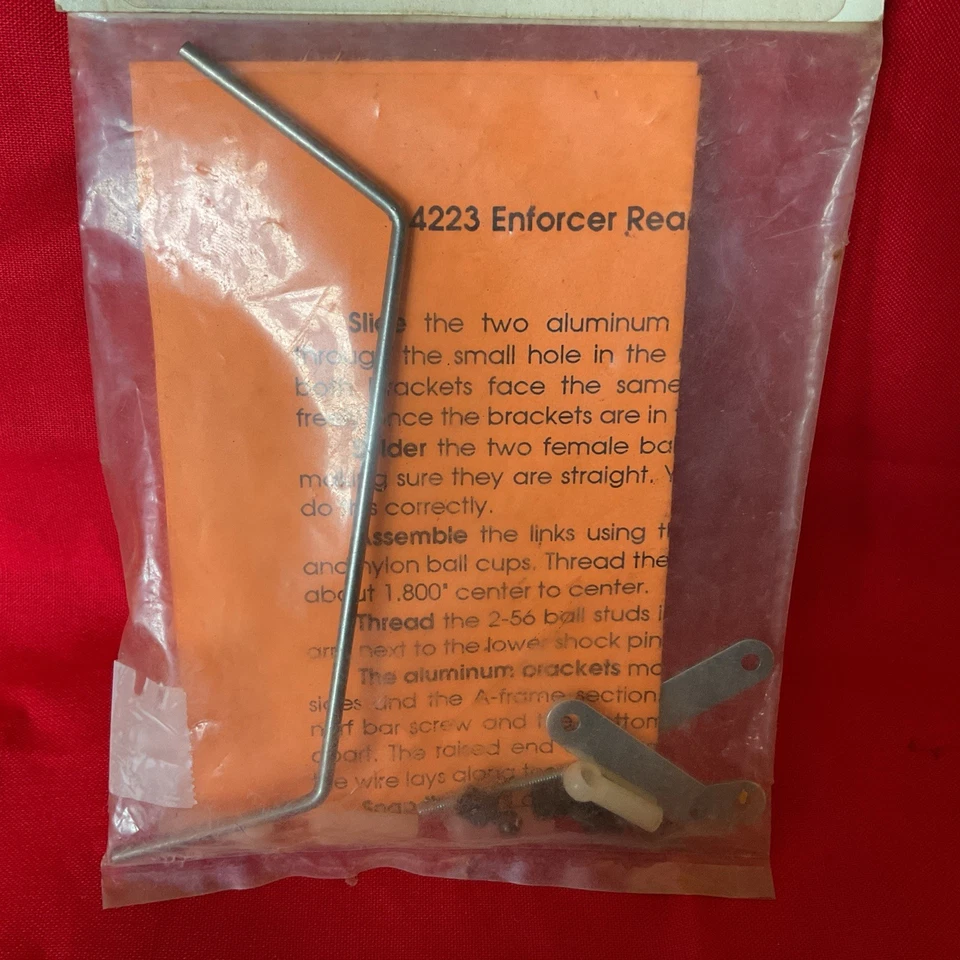 4223 Enforcer Rea
Slide the two aluminum
through the small hole in the
both brackets face the same
once the brackets are in
Solder the two female ba
making sure they are straight.
do this correctly.
Assemble the links using
and nylon ball cups. Thread the
about 1.800" center to center.
Thread the 2-56 ball studs
arm next to the lower shock pin
The aluminum brackets
sides and the A-frame section
nerf bar screw and the bottom
apart. The raised end
the wire lays along
Snap